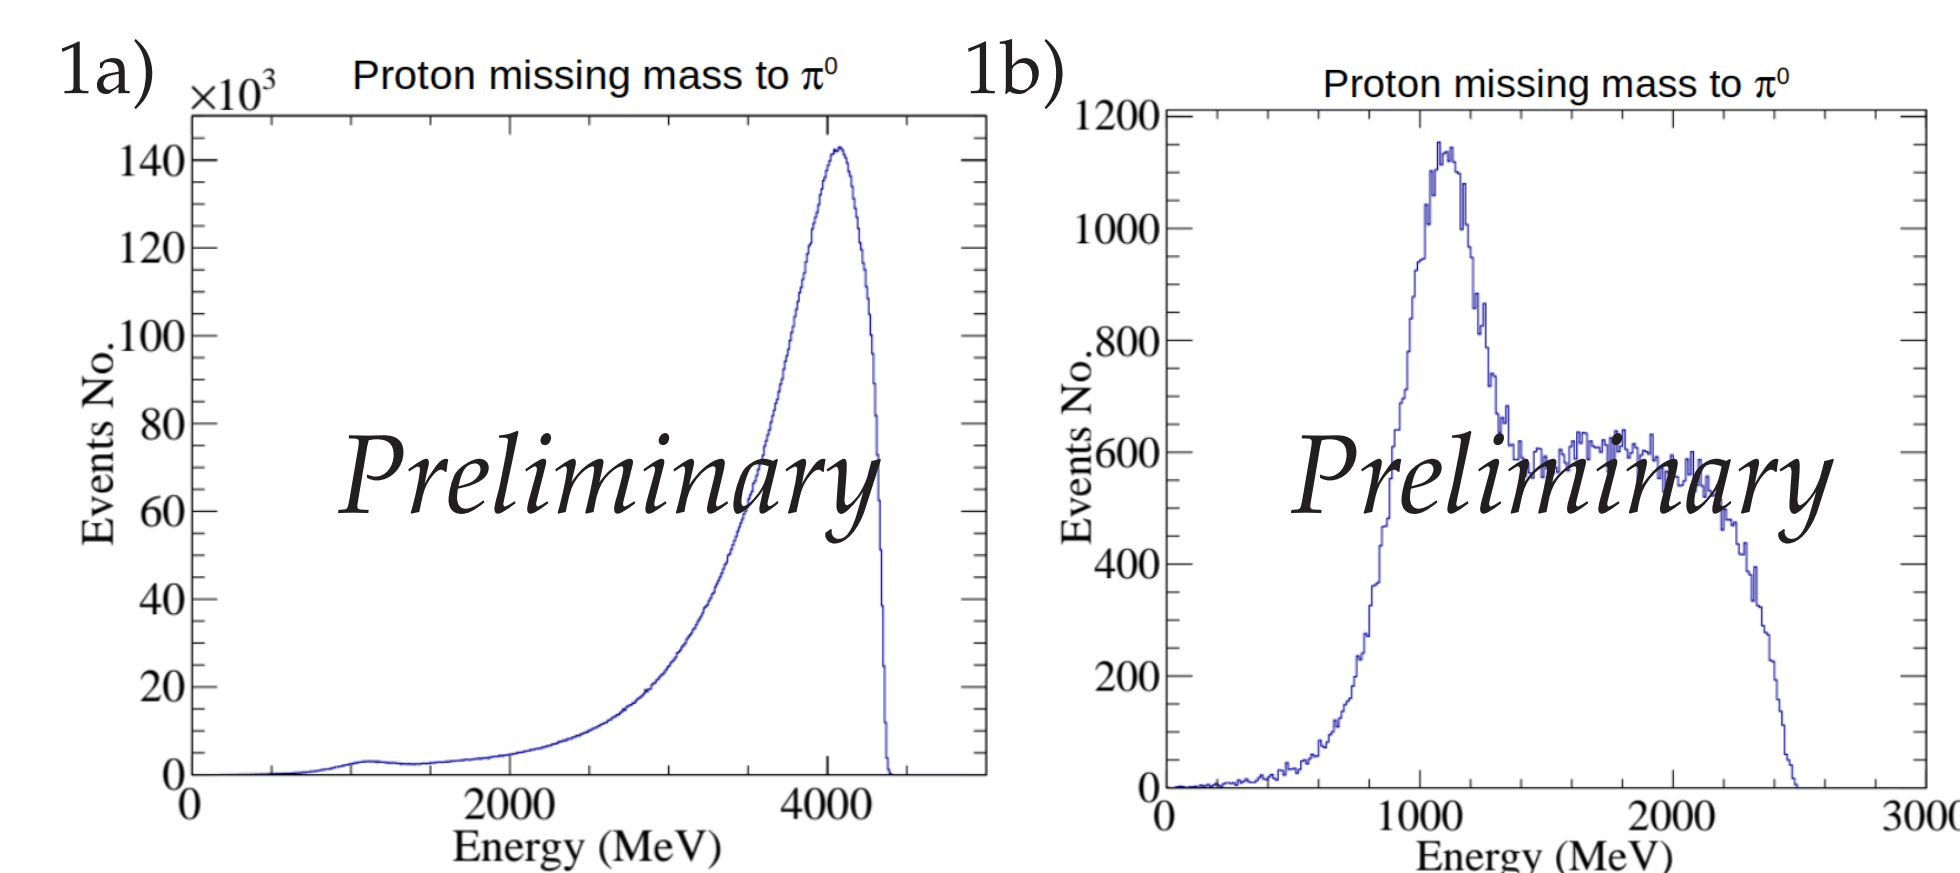 1a)
Proton missing mass to π⁰
×10³
140
120
100
80
60
40
20
0
Events No.
Preliminary
0 2000 4000
Energy (MeV)
1b)
Proton missing mass to π⁰
1200
1000
800
600
400
200
0
Events No.
Preliminary
0 1000 2000 3000
Energy (MeV)